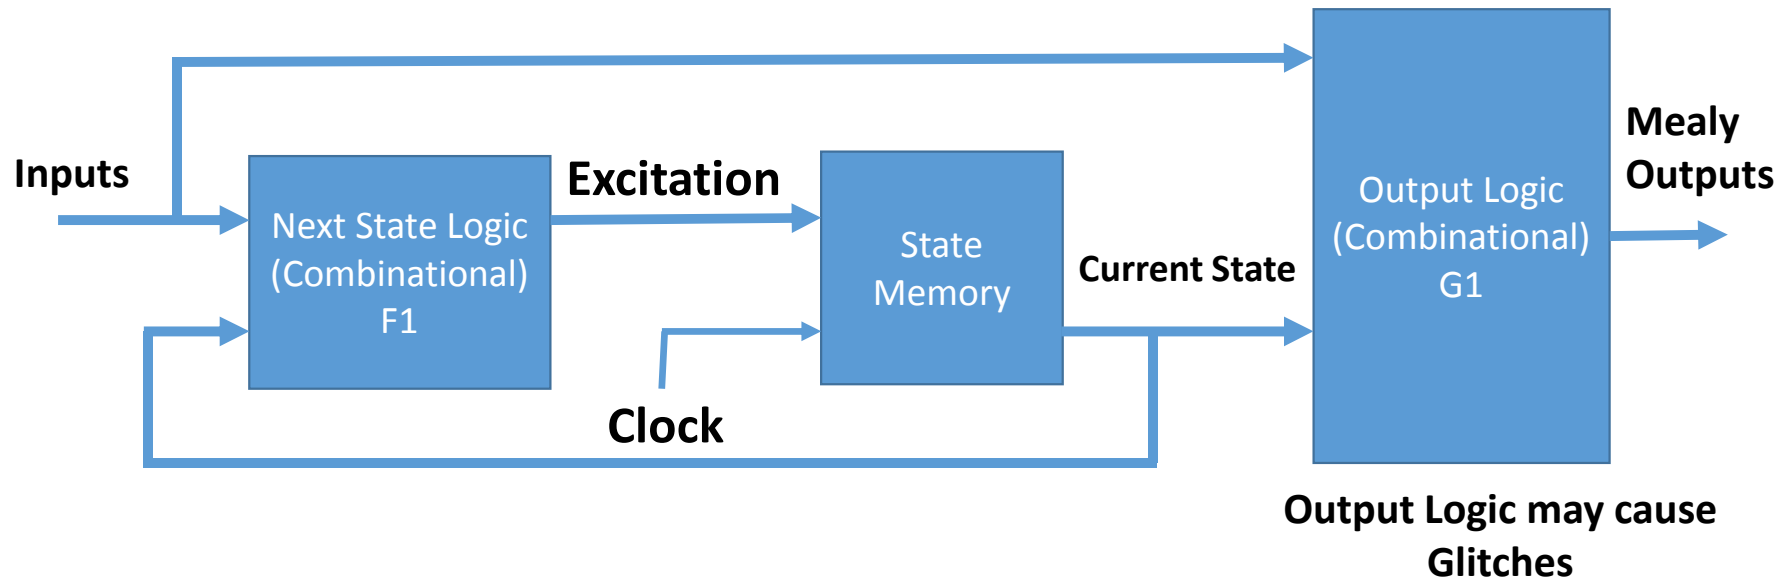 Inputs
Next State Logic
(Combinational)
F1
Excitation
Clock
State
Memory
Current State
Output Logic
(Combinational)
G1
Mealy
Outputs
Output Logic may cause
Glitches